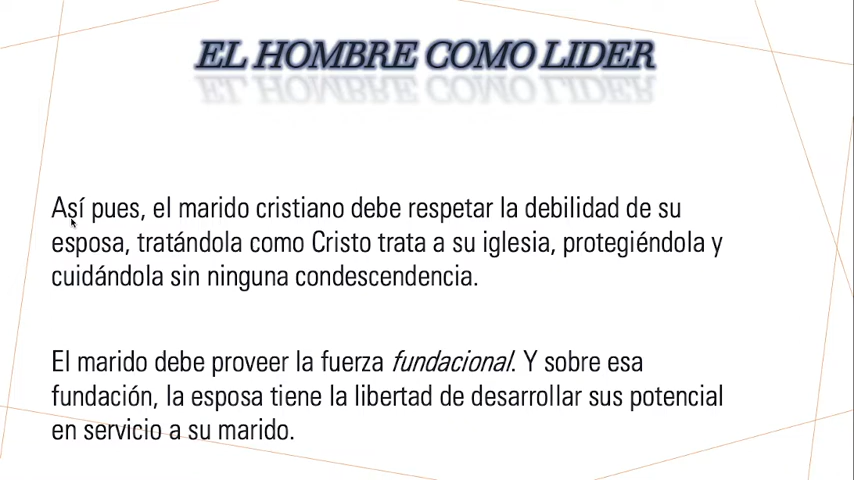 EL HOMBRE COMO LIDER
Así pues, el marido cristiano debe respetar la debilidad de su
esposa, tratándola como Cristo trata a su iglesia, protegiéndola y
cuidándola sin ninguna condescendencia.
El marido debe proveer la fuerza fundacional. Y sobre esa
fundación, la esposa tiene la libertad de desarrollar sus potencial
en servicio a su marido.